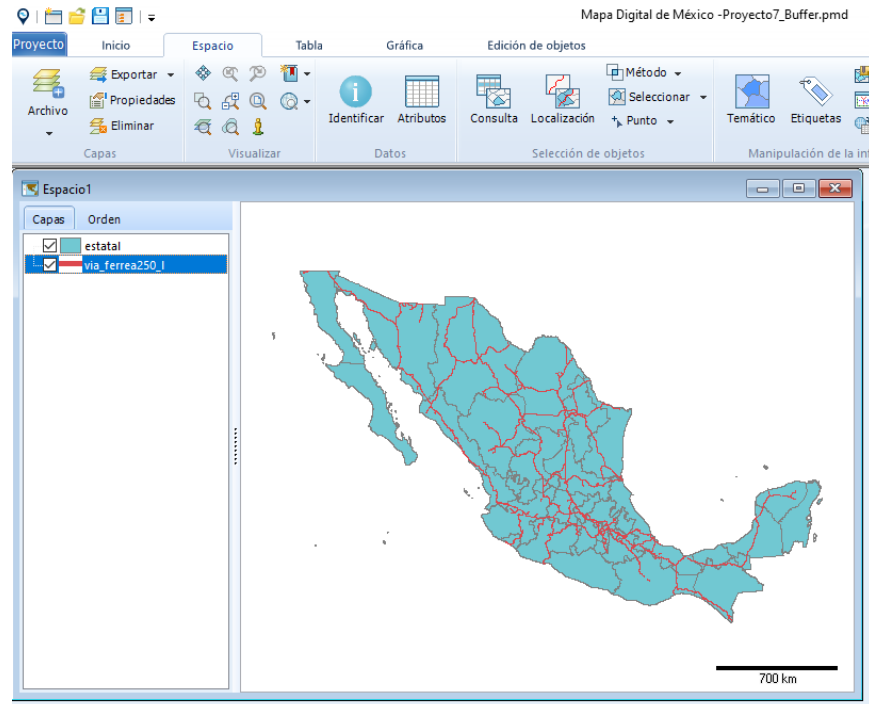 Mapa Digital de México -Proyecto7_Buffer.pmd
Proyecto Inicio Espacio Tabla Gráfica Edición de objetos
Exportar Método
Archivo Propiedades Identificar Atributos Consulta Localización Seleccionar Temático Etiquetas
Eliminar Punto
Capas Visualizar Datos Selección de objetos Manipulación de la
Espacio1
Capas Orden
estatal
via_ferrea250_l
700 km